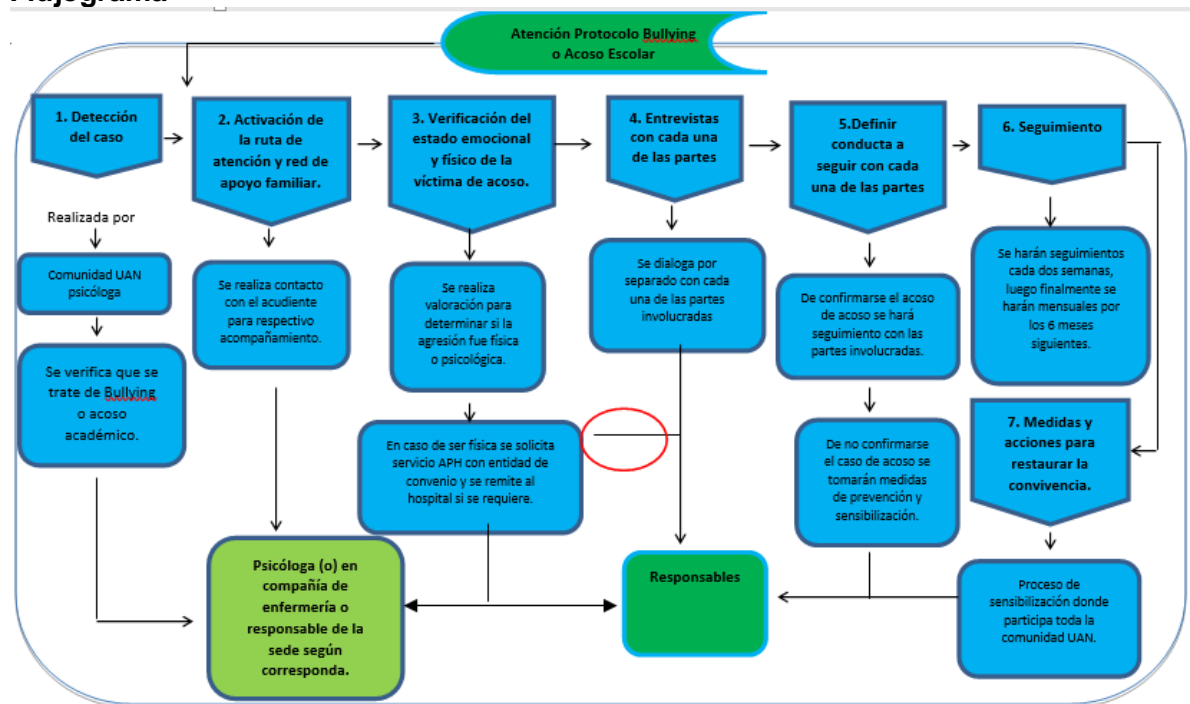 Atención Protocolo Bullying
o Acoso Escolar
1. Detección
del caso
2. Activación de
la ruta de
atención y red de
apoyo familiar.
3. Verificación del
estado emocional
y físico de la
víctima de acoso.
4. Entrevistas
con cada una
de las partes
5.Definir
conducta a
seguir con cada
una de las partes
6. Seguimiento
Realizada por
Comunidad UAN
psicóloga
Se verifica que se
trate de Bullying
o acoso
académico.
Se realiza contacto
con el acudiente
para respectivo
acompañamiento.
Se realiza
valoración para
determinar si la
agresión fue física
o psicológica.
En caso de ser física se solicita
servicio APH con entidad de
convenio y se remite al
hospital si se requiere.
Se dialoga por
separado con cada
una de las partes
involucradas
De confirmarse el acoso
de acoso se hará
seguimiento con las
partes involucradas.
De no confirmarse
el caso de acoso se
tomarán medidas
de prevención y
sensibilización.
Se harán seguimientos
cada dos semanas,
luego finalmente se
harán mensuales por
los 6 meses
siguientes.
7. Medidas y
acciones para
restaurar la
convivencia.
Proceso de
sensibilización donde
participa toda la
comunidad UAN.
Psicóloga (o) en
compañía de
enfermería o
responsable de la
sede según
corresponda.
Responsables